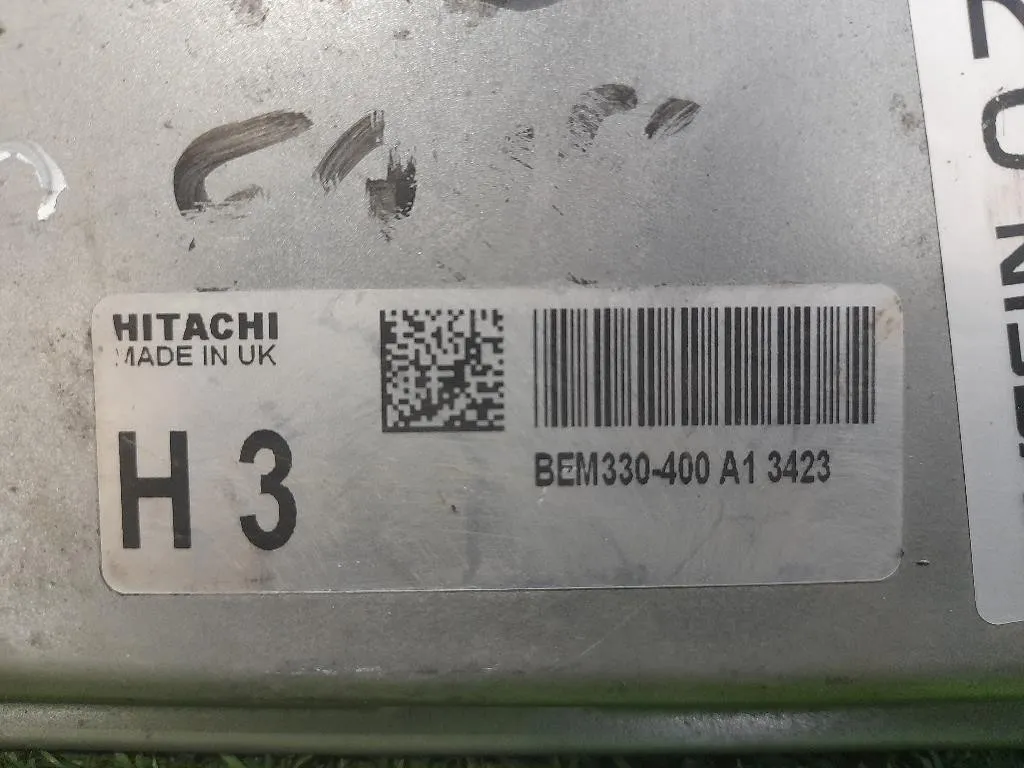 HITACHI
MADE IN UK
H 3
BEM330-400 A1 3423